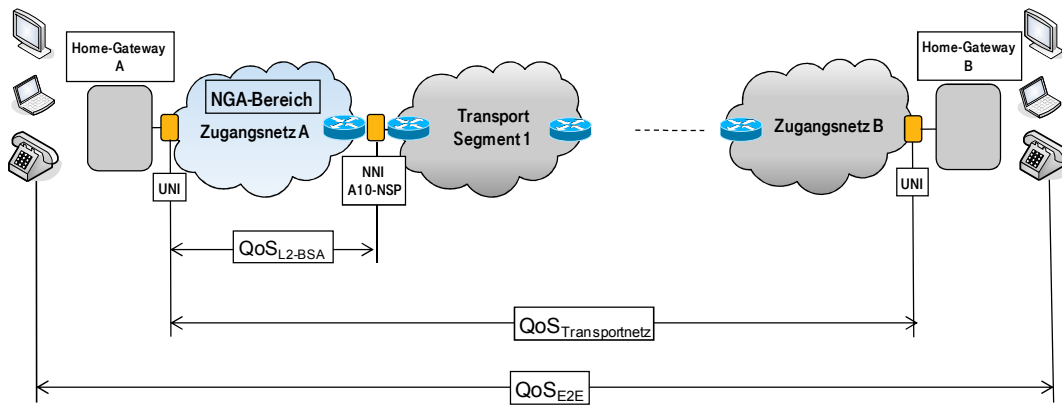 Home-Gateway
A
NGA-Bereich
Zugangsnetz A
Transport
Segment 1
Zugangsnetz B
Home-Gateway
B
UNI
NNI
A10-NSP
UNI
QoSL2-BSA
QoSTransportnetz
QoSE2E